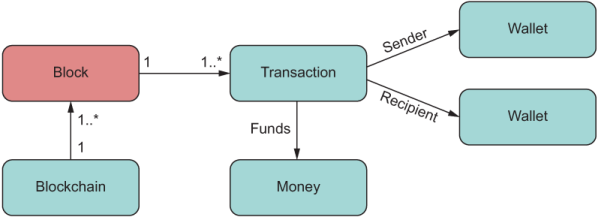 Block
1
1..*
Transaction
Sender
Wallet
Recipient
Wallet
1..*
1
Funds
Blockchain
Money